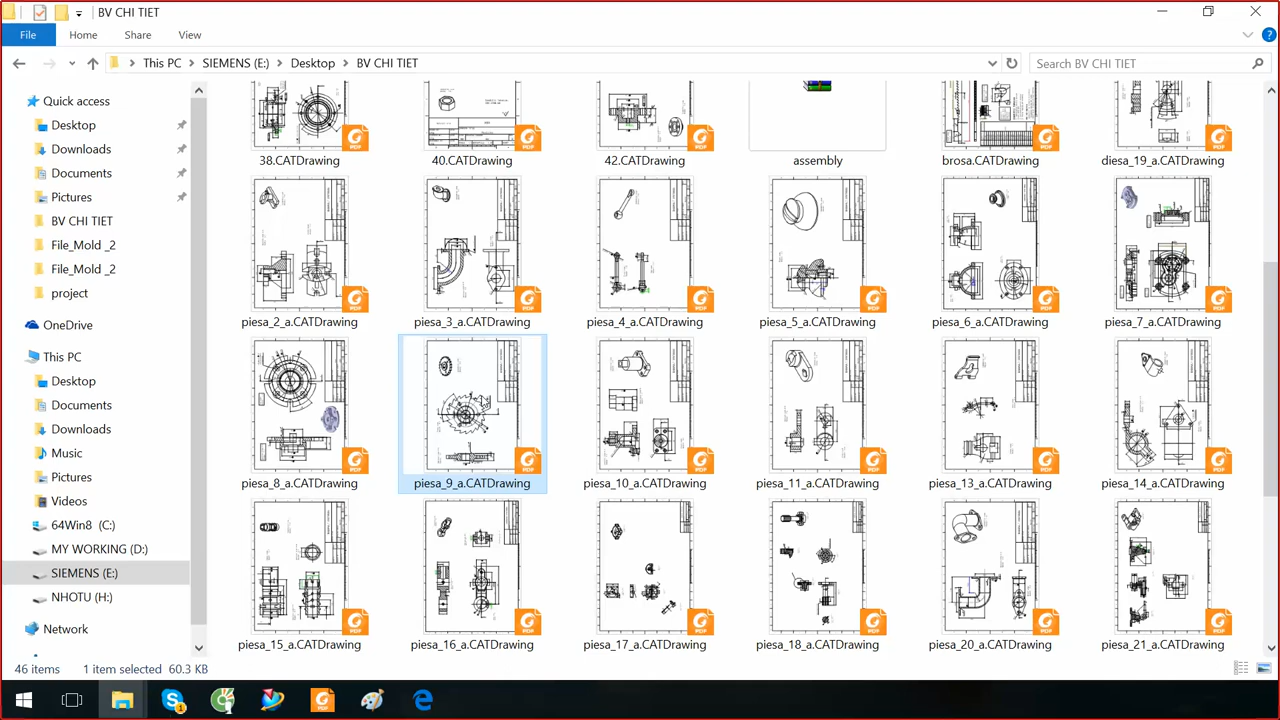 BV CHI TIET
File
Home
Share
View
?
This PC
SIEMENS (E:)
Desktop
BV CHI TIET
Search BV CHI TIET
Quick access
Desktop
Downloads
Documents
Pictures
BV CHI TIET
File_Mold _2
File_Mold _2
project
OneDrive
This PC
Desktop
Documents
Downloads
Music
Pictures
Videos
64Win8 (C:)
MY WORKING (D:)
SIEMENS (E:)
NHOTU (H:)
Network
38.CATDrawing
40.CATDrawing
42.CATDrawing
assembly
brosa.CATDrawing
diesa_19_a.CATDrawing
piesa_2_a.CATDrawing
piesa_3_a.CATDrawing
piesa_4_a.CATDrawing
piesa_5_a.CATDrawing
piesa_6_a.CATDrawing
piesa_7_a.CATDrawing
piesa_8_a.CATDrawing
piesa_9_a.CATDrawing
piesa_10_a.CATDrawing
piesa_11_a.CATDrawing
piesa_13_a.CATDrawing
piesa_14_a.CATDrawing
piesa_15_a.CATDrawing
piesa_16_a.CATDrawing
piesa_17_a.CATDrawing
piesa_18_a.CATDrawing
piesa_20_a.CATDrawing
piesa_21_a.CATDrawing
46 items
1 item selected 60.3 KB